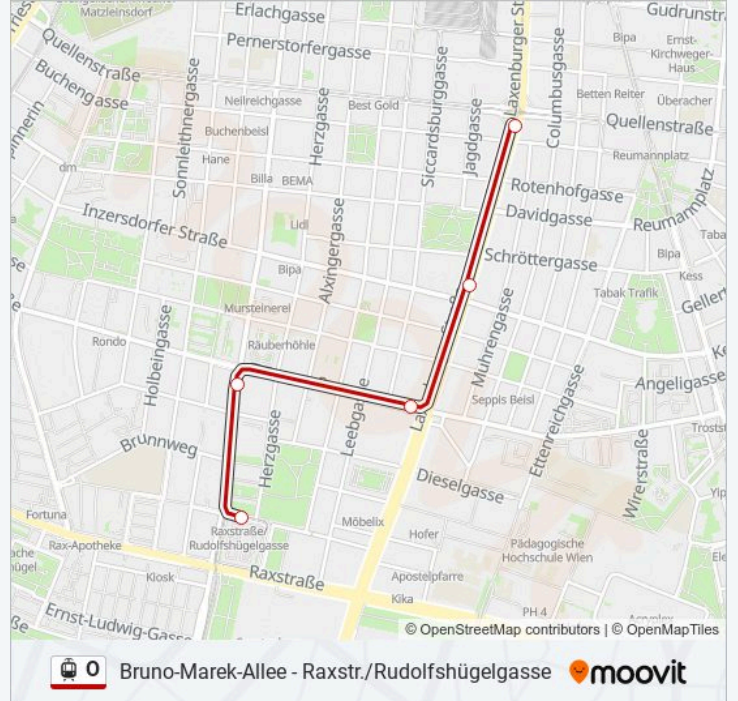 Matzleinsdorf
Erlachgasse
Laxenburger St
Gudrunstr
Quellenstraße
Pernerstorfergasse
Bipa
Ernst-
Kirchweger-
Haus
Buchengasse
Sonnleithnergasse
Neilreichgasse
Herzgasse
Best Gold
Siccardsburggasse
Jagdgasse
Columbusgasse
Betten Reiter
Überacher
Quellenstraße
Buchenbeisl
Hane
dm
Billa
BEMA
Reumannplatz
Rotenhofgasse
Davidgasse
Reumannplatz
Inzersdorfer Straße
Lidl
Alxingergasse
Bipa
Schröttergasse
Bipa
Kess
Tabak Trafik
Mursteinerel
Räuberhöhle
Rondo
Holbeingasse
Muhrengasse
Angeligasse
Seppls Beisl
Ettenreichgasse
Leebgasse
Herzgasse
Brunnweg
Dieselgasse
Wirerstraße
Fortuna
Rax-Apotheke
Raxstraße/
Rudolfshügelgasse
Möbelix
Hofer
Pädagogische
Hochschule Wien
Kiosk
Raxstraße
Apostelpfarre
Kika
PH 4
Ernst-Ludwig-Gasse
© OpenStreetMap contributors | © OpenMapTiles
O Bruno-Marek-Allee - Raxstr./Rudolfshügelgasse moovit